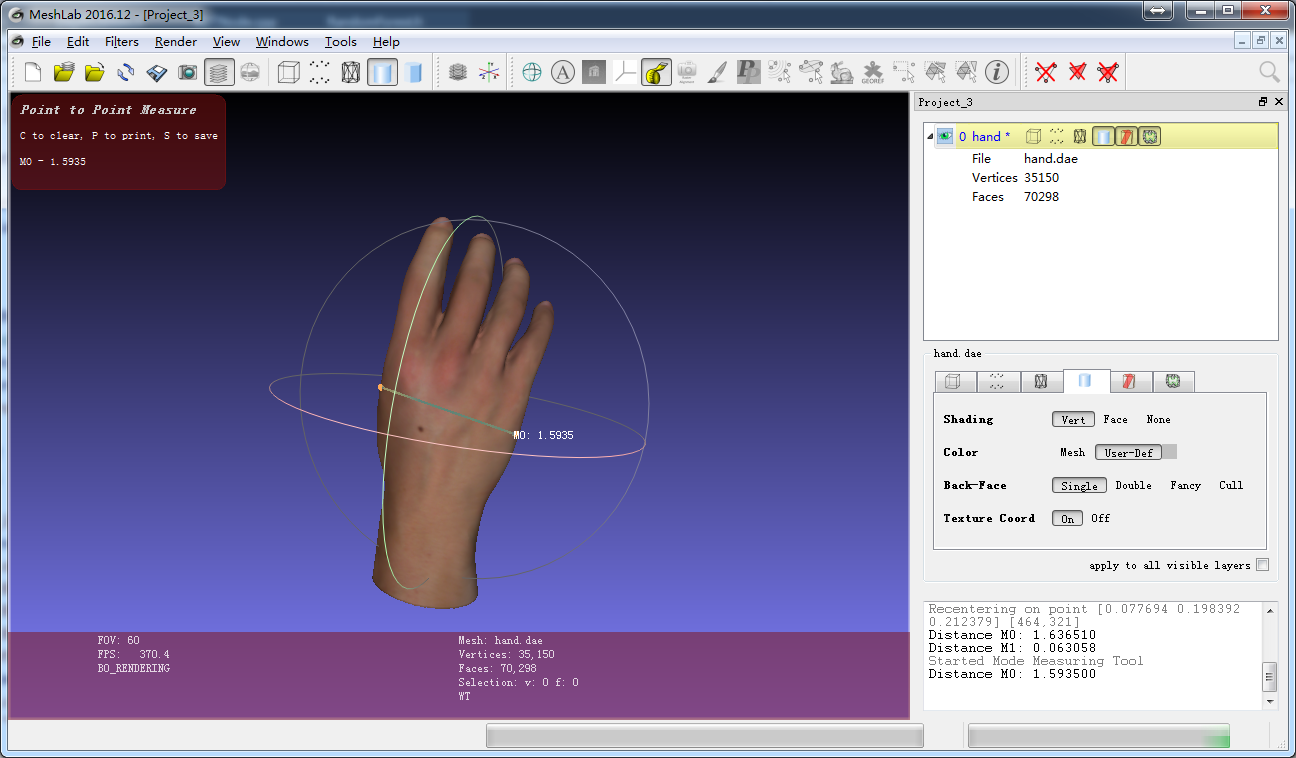 MeshLab 2016.12 - [Project_3]
File Edit Filters Render View Windows Tools Help
A
GEOREF
Point to Point Measure
C to clear, P to print, S to save
M0 - 1.5935
M0: 1.5935
FOV: 60
FPS: 370.4
BO_RENDERING
Mesh: hand.dae
Vertices: 35,150
Faces: 70,298
Selection: v: 0 f: 0
WT
Project_3
0 hand *
File hand.dae
Vertices 35150
Faces 70298
hand.dae
Shading Vert Face None
Color Mesh User-Def
Back-Face Single Double Fancy Cull
Texture Coord On Off
apply to all visible layers
Recentering on point [0.077694 0.198392
0.212379] [464,321]
Distance M0: 1.636510
Distance M1: 0.063058
Started Mode Measuring Tool
Distance M0: 1.593500